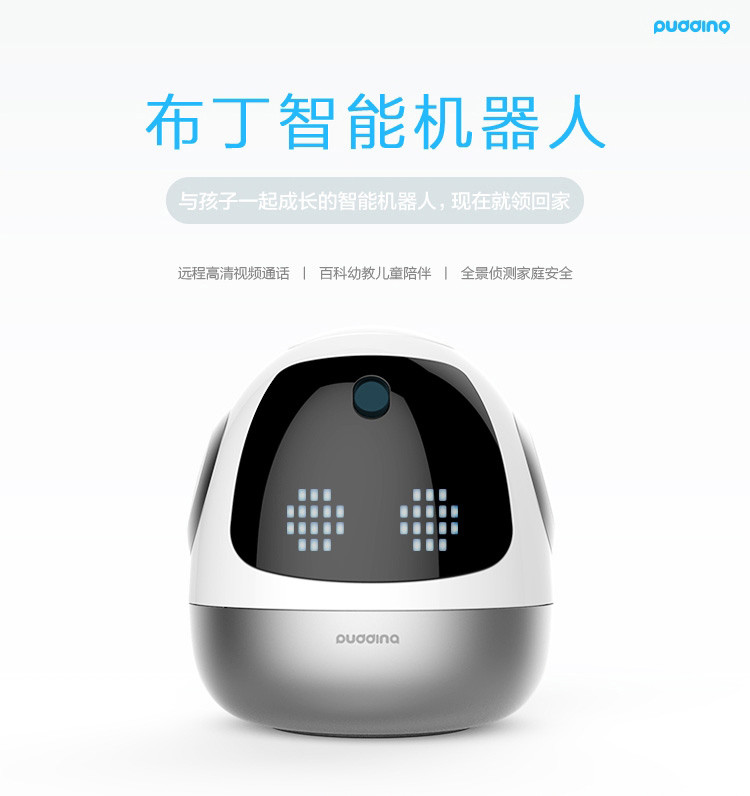 pudding
布丁智能机器人
与孩子一起成长的智能机器人，现在就领回家
远程高清视频通话 | 百科幼教儿童陪伴 | 全景侦测家庭安全
pudding